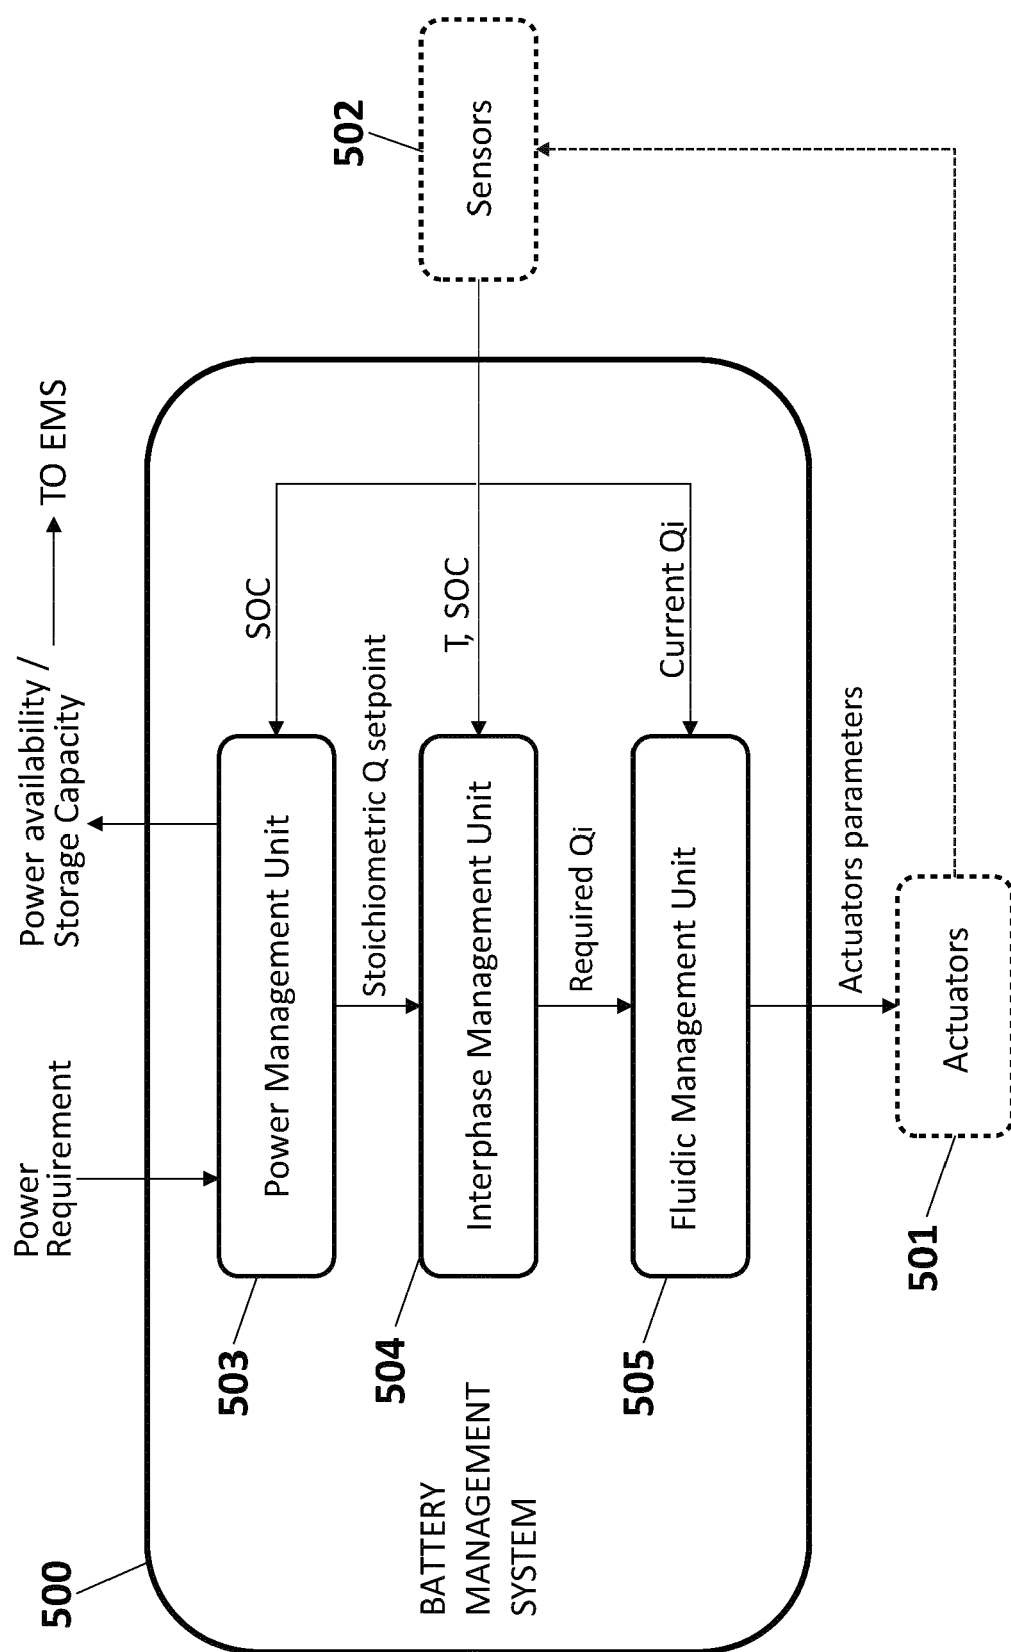 500
BATTERY
MANAGEMENT
SYSTEM
Power
Requirement
Power availability /
Storage Capacity
TO EMS
503
Power Management Unit
SOC
Stoichiometric Q setpoint
504
Interphase Management Unit
T, SOC
Required Qi
505
Fluidic Management Unit
Current Qi
Actuators parameters
501
Actuators
502
Sensors